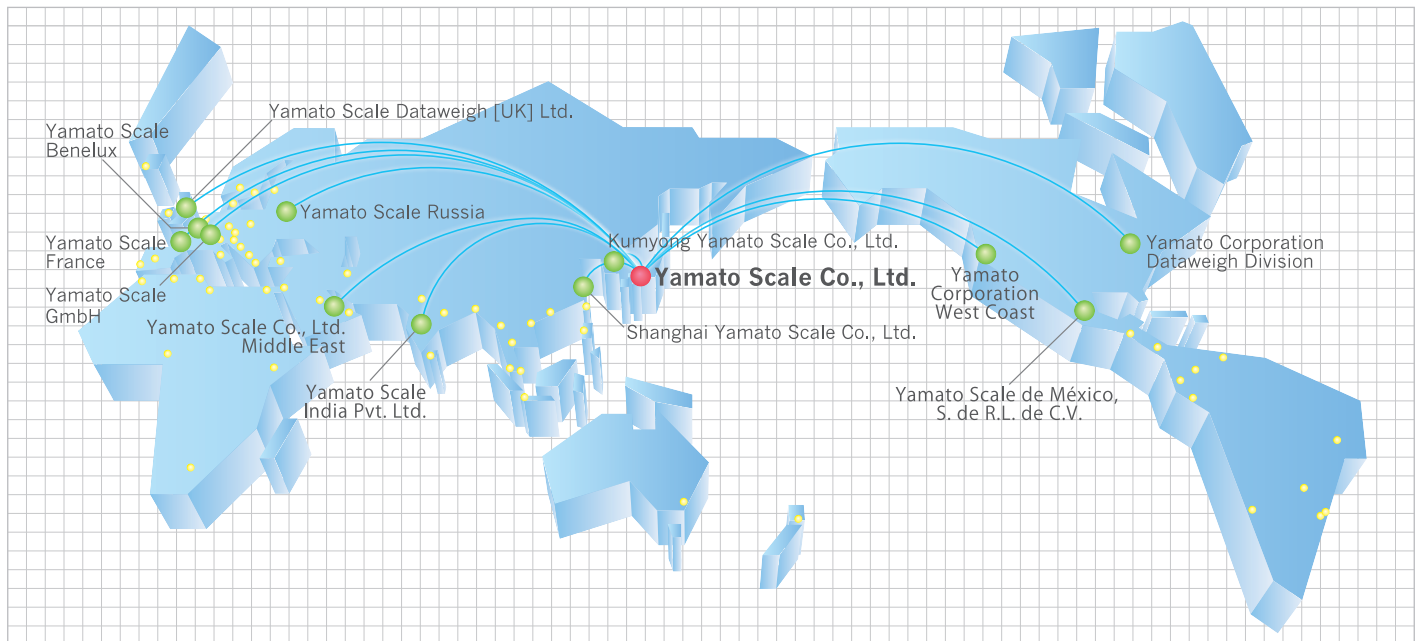 Yamato Scale Dataweigh [UK] Ltd.
Yamato Scale
Benelux
Yamato Scale Russia
Yamato Scale
France
Yamato Scale
GmbH
Yamato Scale Co., Ltd.
Middle East
Yamato Scale
India Pvt. Ltd.
Kumyong Yamato Scale Co., Ltd.
Yamato Scale Co., Ltd.
Shanghai Yamato Scale Co., Ltd.
Yamato
Corporation
West Coast
Yamato Corporation
Dataweigh Division
Yamato Scale de México,
S. de R.L. de C.V.